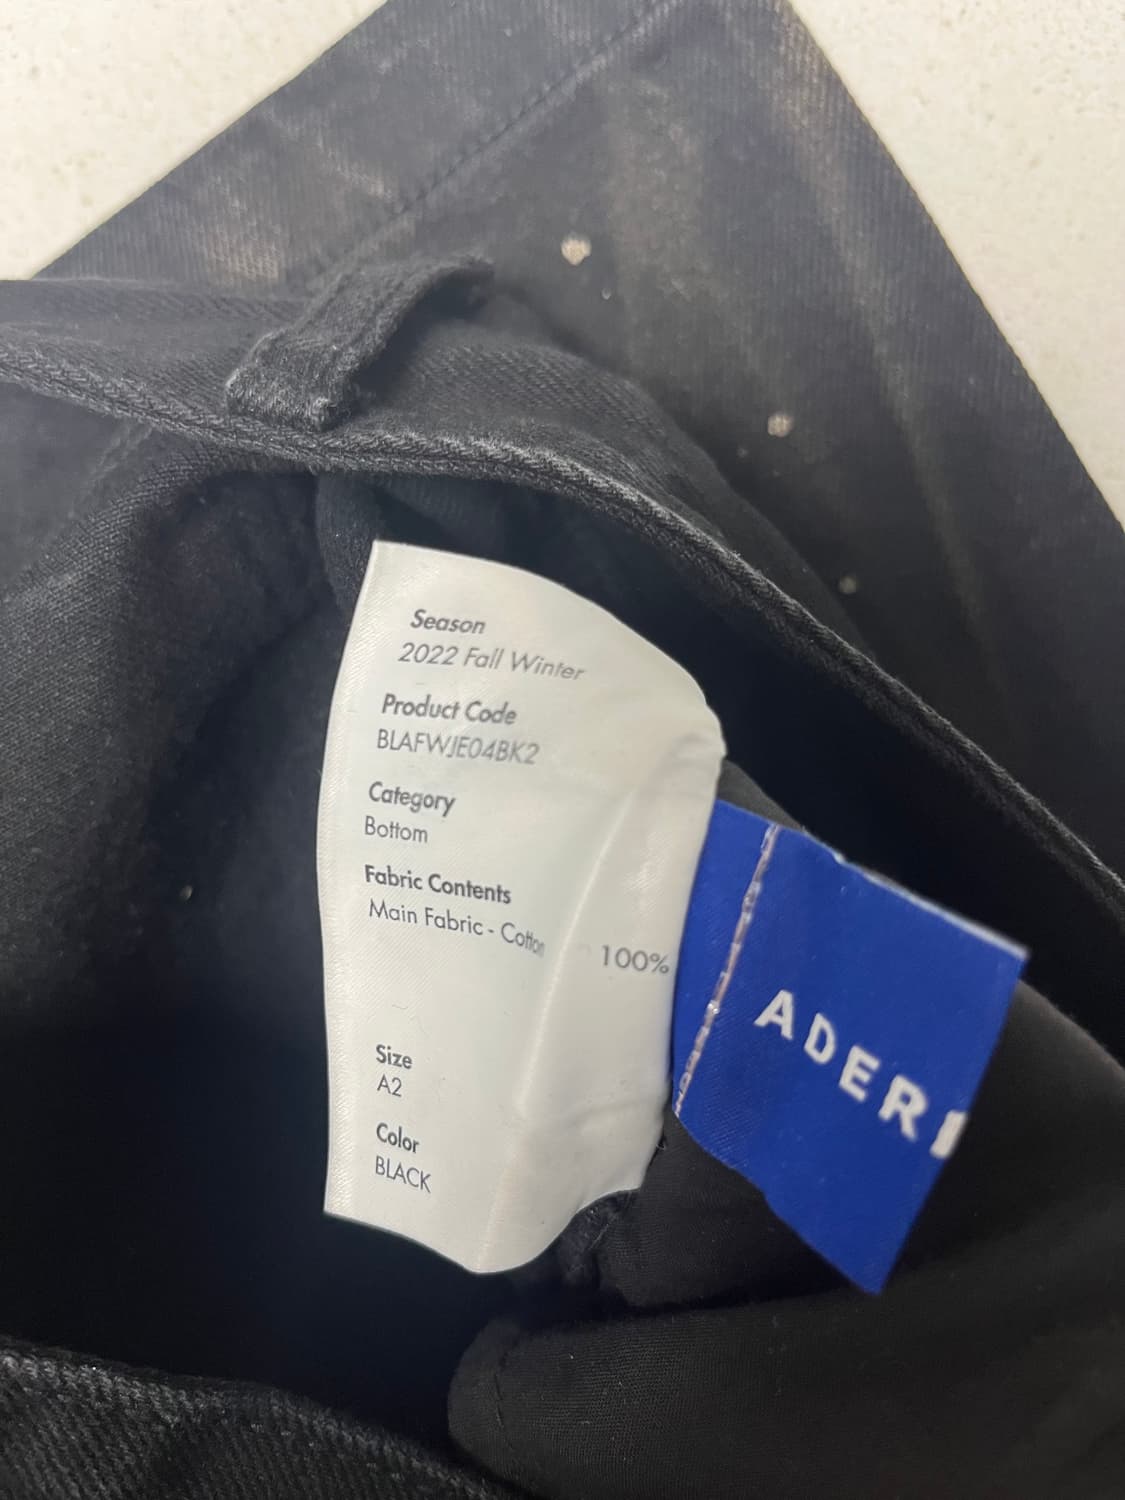 Season
2022 Fall Winter
Product Code
BLAFWJE04BK2
Category
Bottom
Fabric Contents
Main Fabric - Cotton 100%
Size
A2
Color
BLACK
ADER